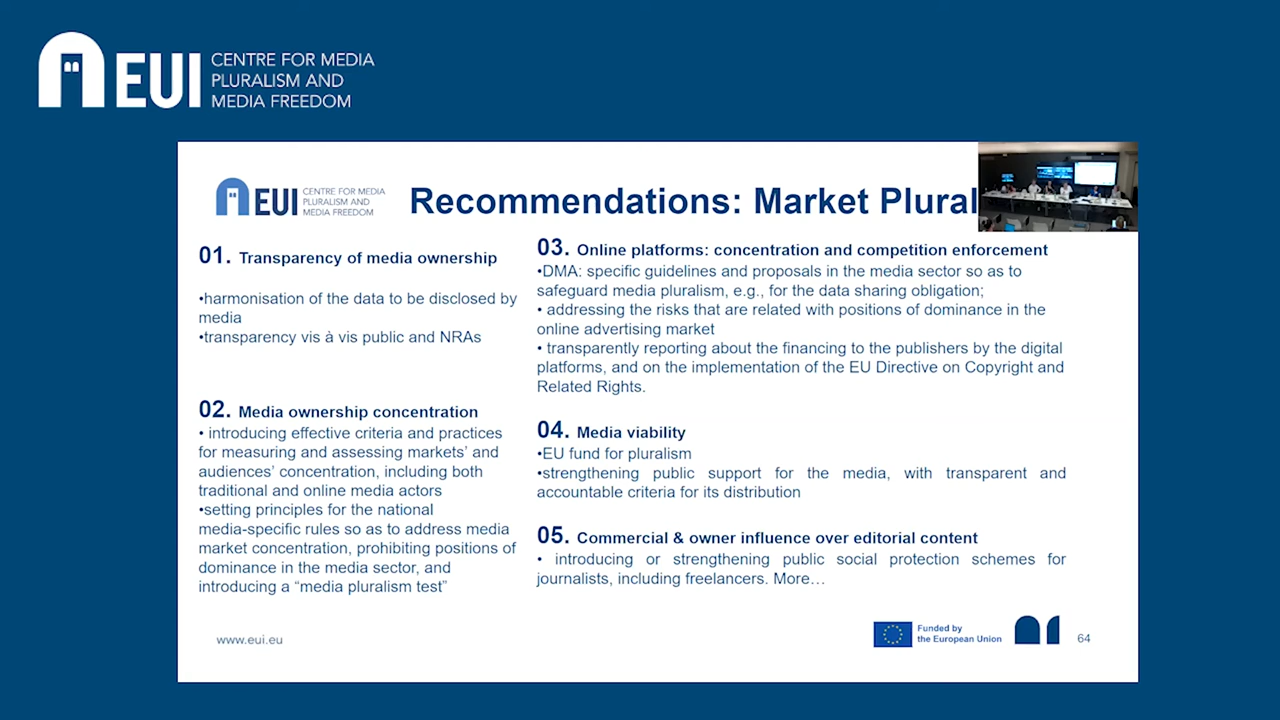 EUI
CENTRE FOR MEDIA
PLURALISM AND
MEDIA FREEDOM
EUI
CENTRE FOR MEDIA
PLURALISM AND
MEDIA FREEDOM
Recommendations: Market Plural
01. Transparency of media ownership
•harmonisation of the data to be disclosed by
media
•transparency vis à vis public and NRAs
02. Media ownership concentration
• introducing effective criteria and practices
for measuring and assessing markets’ and
audiences’ concentration, including both
traditional and online media actors
•setting principles for the national
media-specific rules so as to address media
market concentration, prohibiting positions of
dominance in the media sector, and
introducing a “media pluralism test”
03. Online platforms: concentration and competition enforcement
•DMA: specific guidelines and proposals in the media sector so as to
safeguard media pluralism, e.g., for the data sharing obligation;
• addressing the risks that are related with positions of dominance in the
online advertising market
• transparently reporting about the financing to the publishers by the digital
platforms, and on the implementation of the EU Directive on Copyright and
Related Rights.
04. Media viability
•EU fund for pluralism
•strengthening public support for the media, with transparent and
accountable criteria for its distribution
05. Commercial & owner influence over editorial content
• introducing or strengthening public social protection schemes for
journalists, including freelancers. More…
www.eui.eu
Funded by
the European Union
64